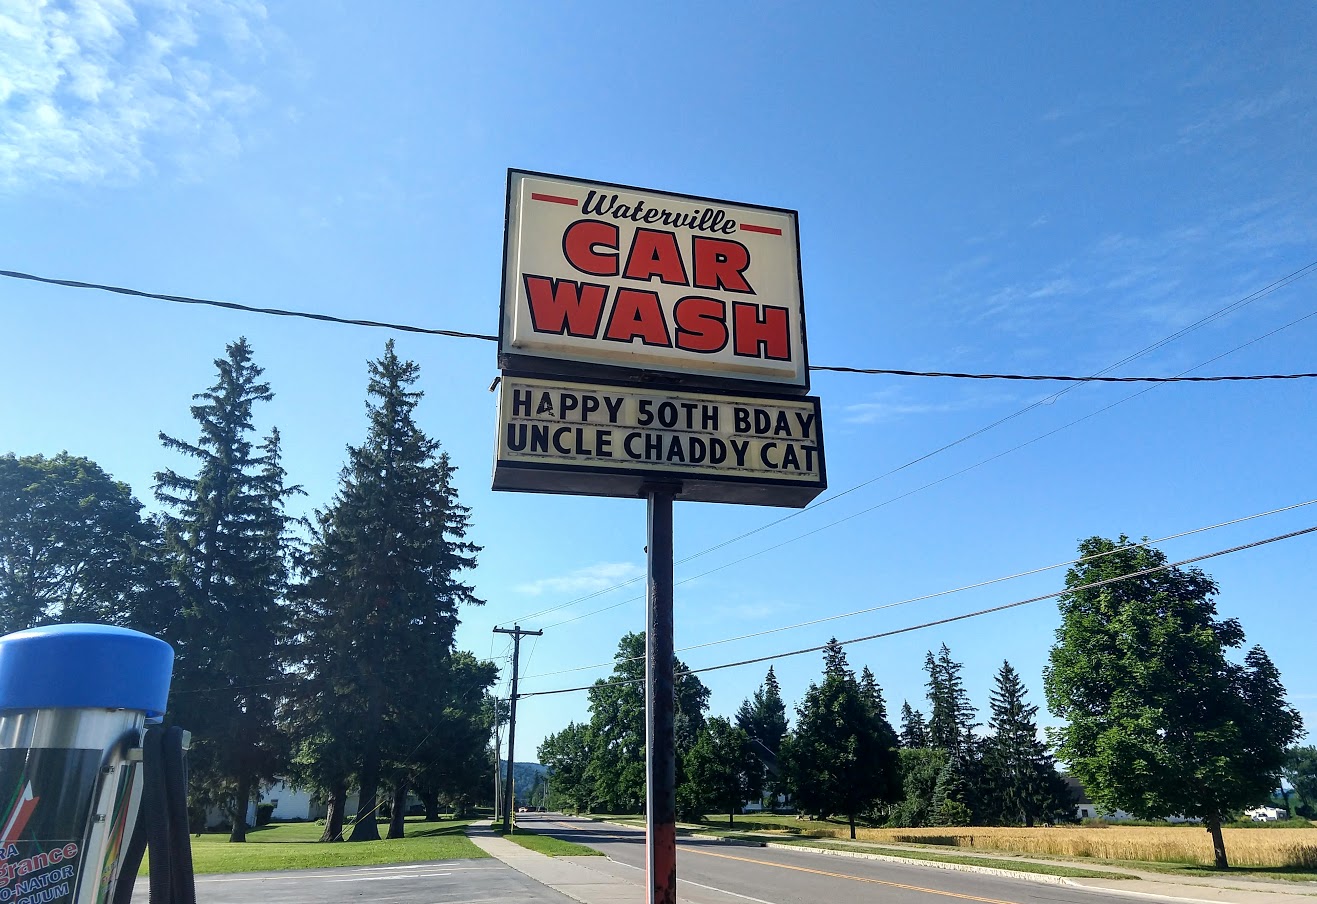 Waterville
CAR
WASH
HAPPY 50TH BDAY
UNCLE CHADDY CAT